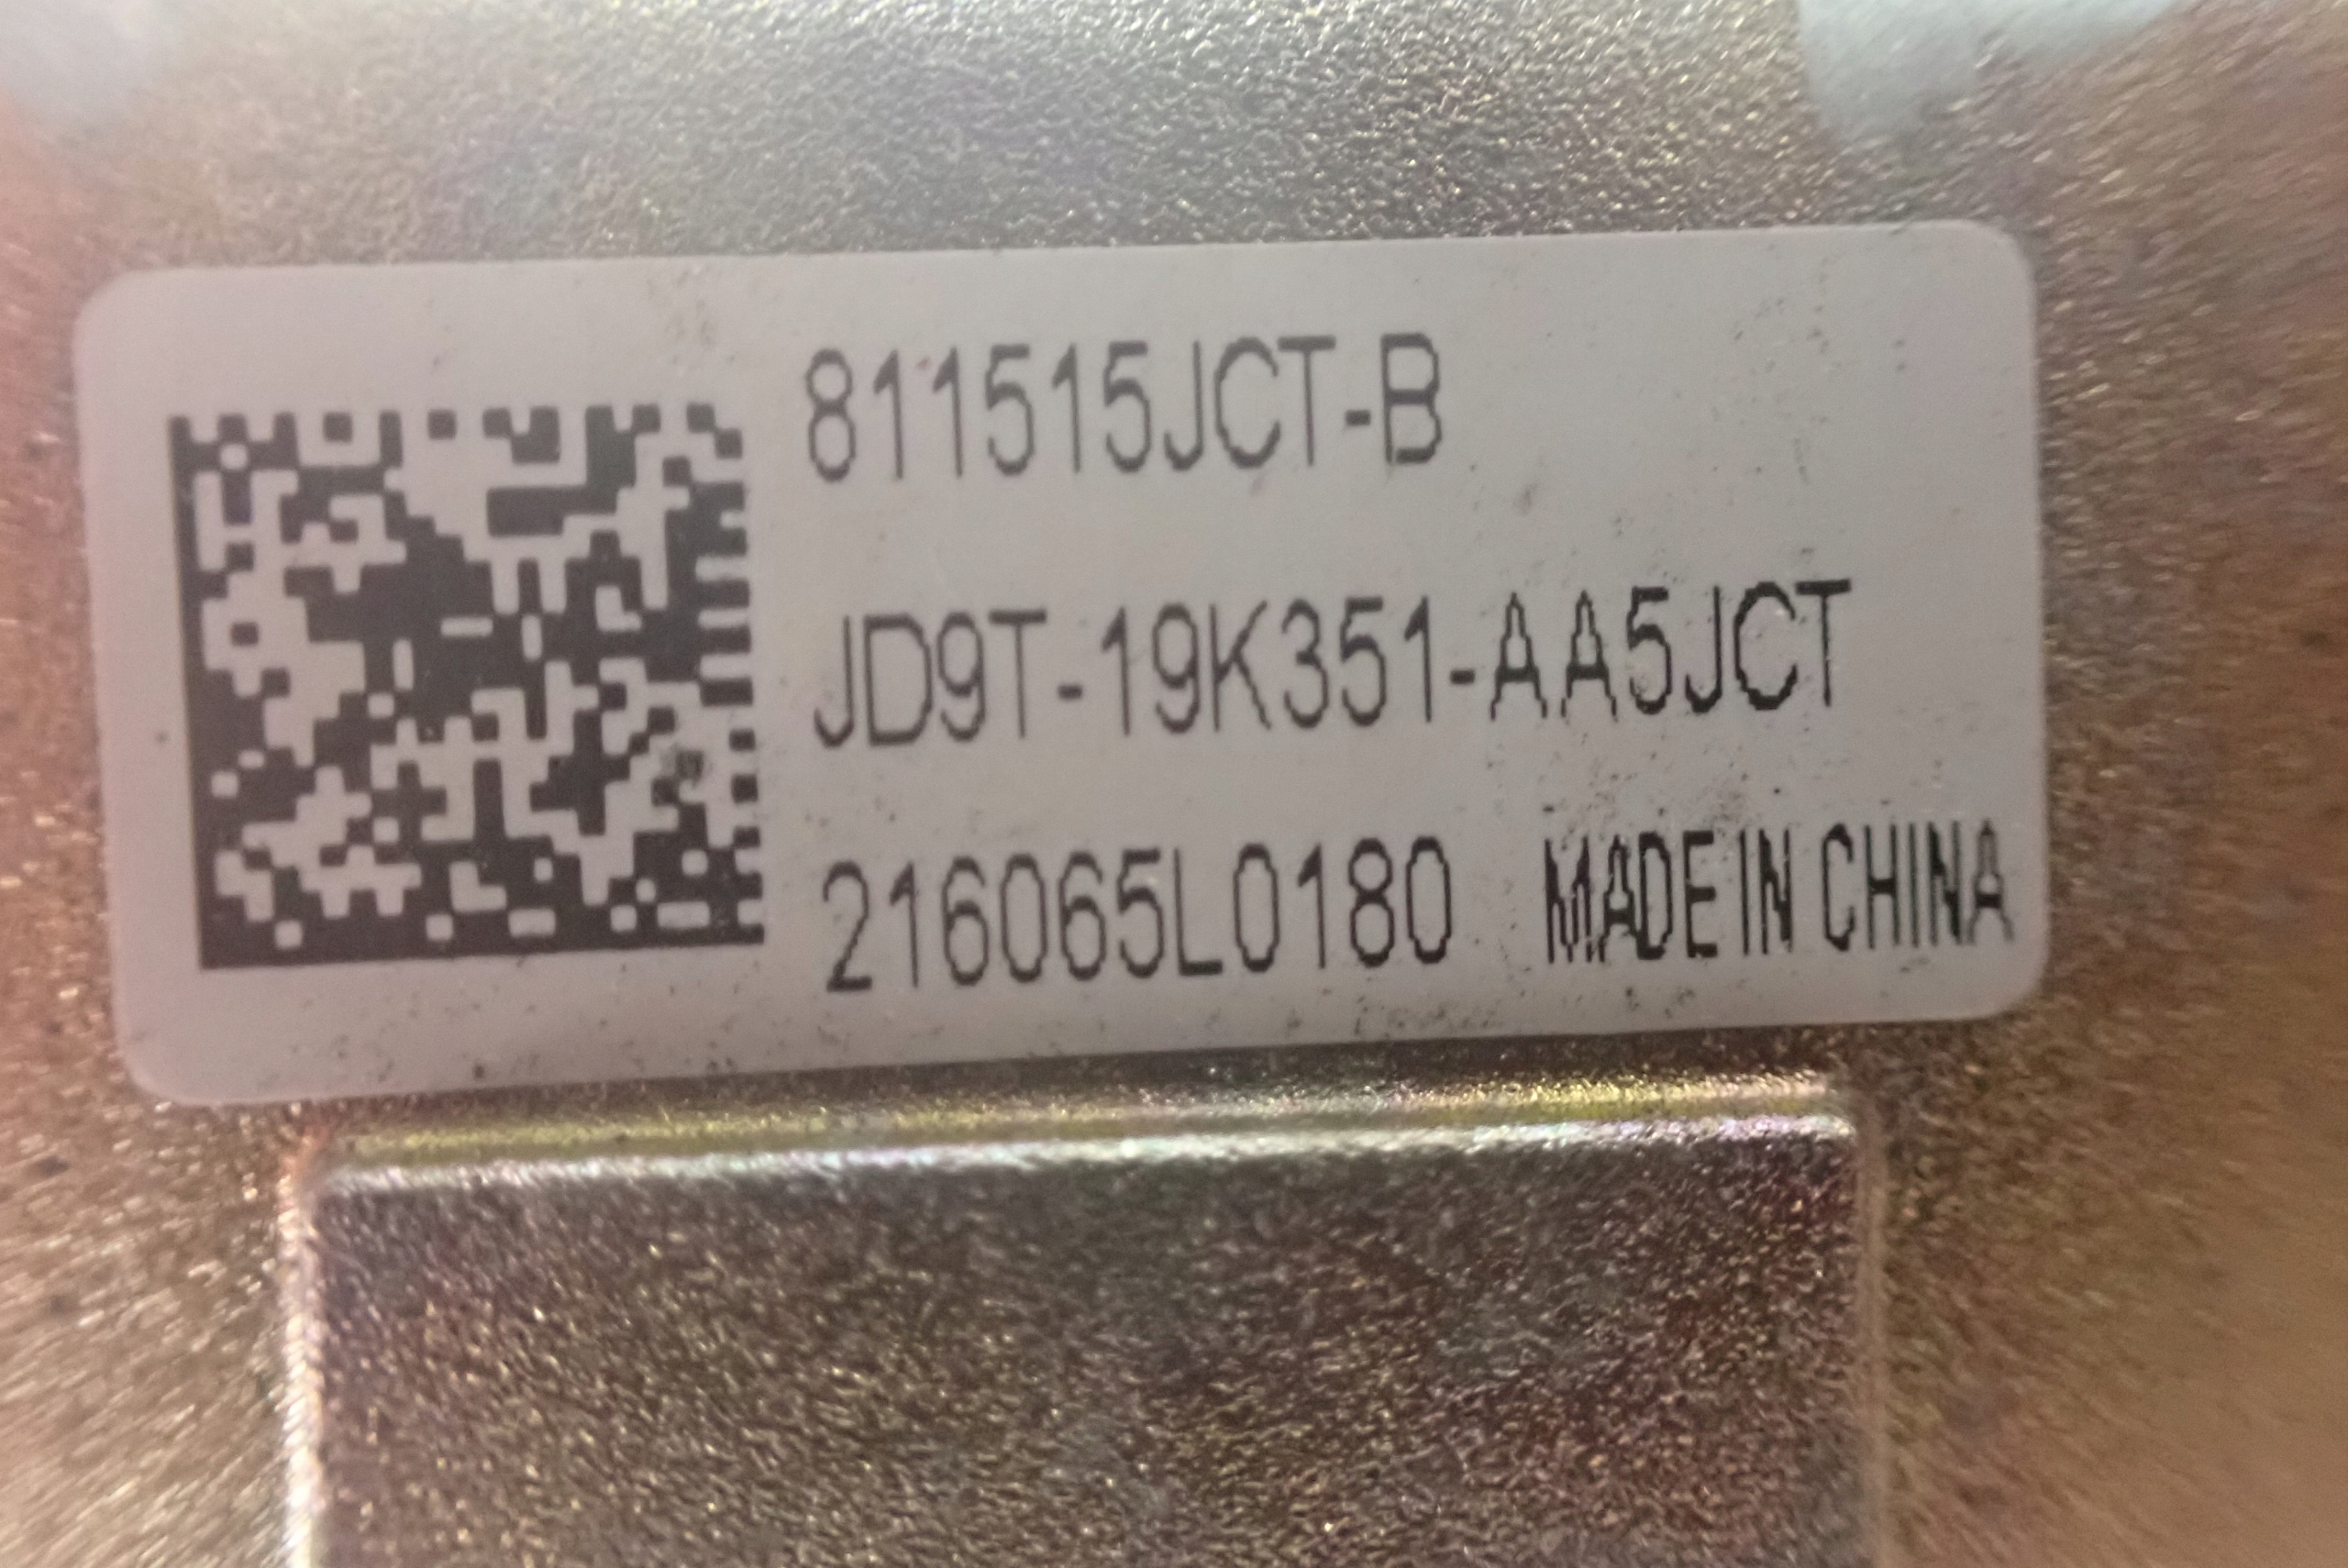 811515JCT-B
JD9T-19K351-AA5JCT
216065L0180 MADE IN CHINA